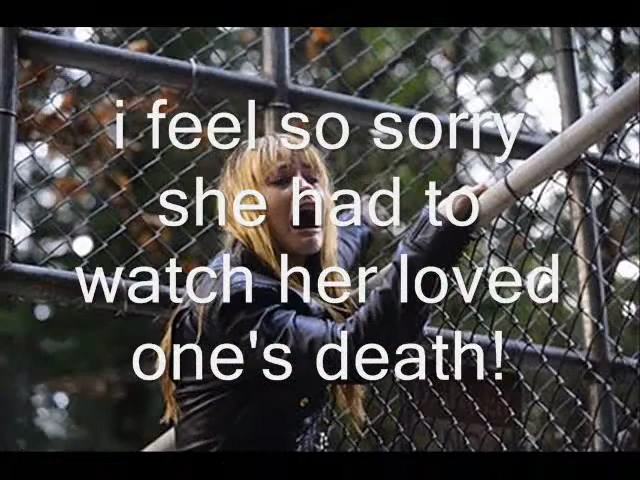 i feel so sorry
she had to
watch her loved
one's death!